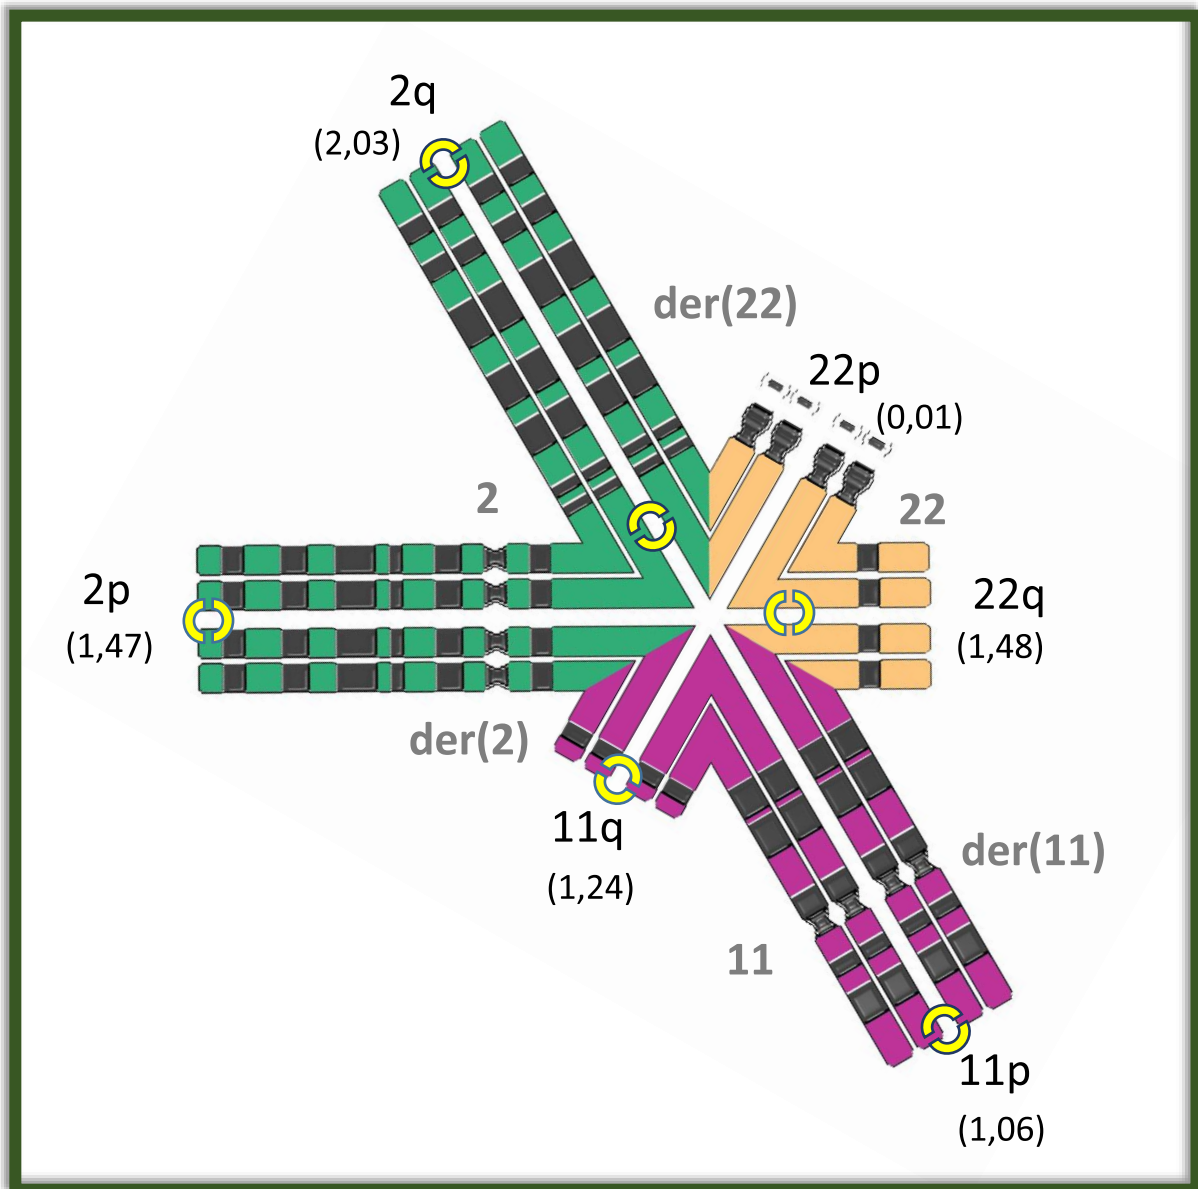 2q
(2,03)
der(22)
22p
(0,01)
2
22
2p
(1,47)
22q
(1,48)
der(2)
11q
(1,24)
der(11)
11
11p
(1,06)